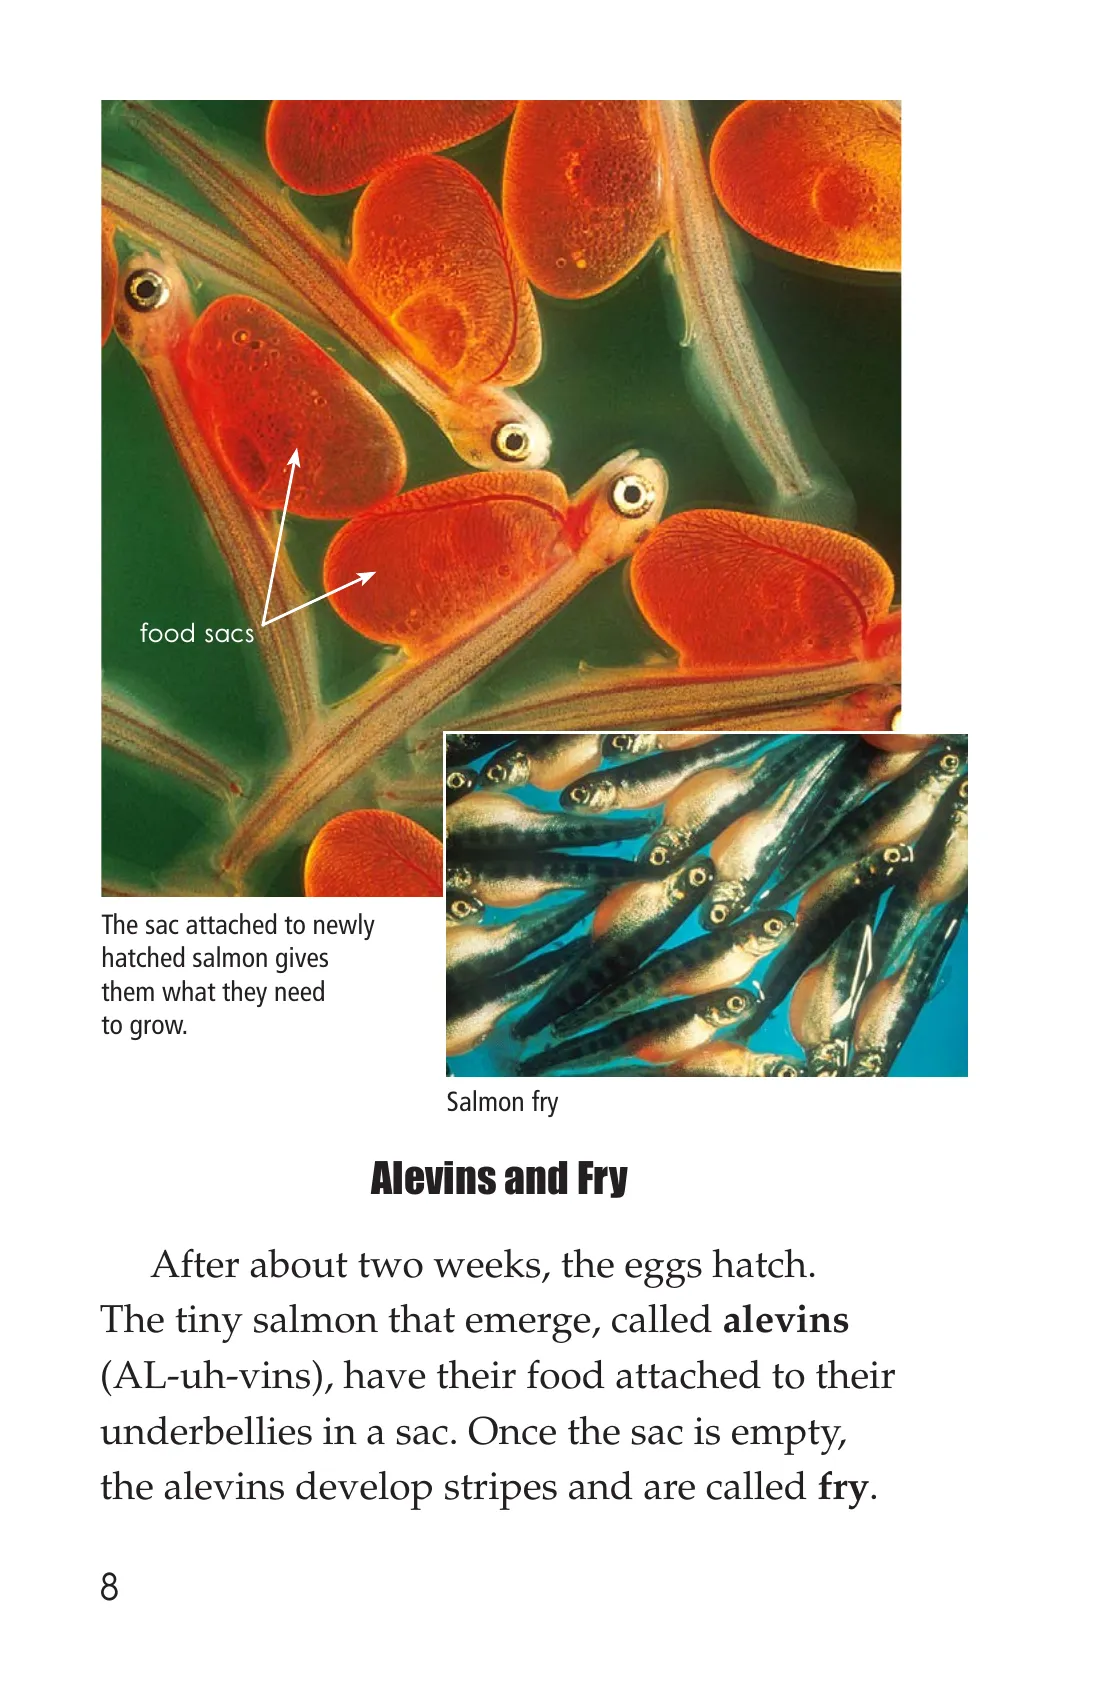 food sacs
The sac attached to newly
hatched salmon gives
them what they need
to grow.
Salmon fry
Alevins and Fry
After about two weeks, the eggs hatch.
The tiny salmon that emerge, called alevins
(AL-uh-vins), have their food attached to their
underbellies in a sac. Once the sac is empty,
the alevins develop stripes and are called fry.
8